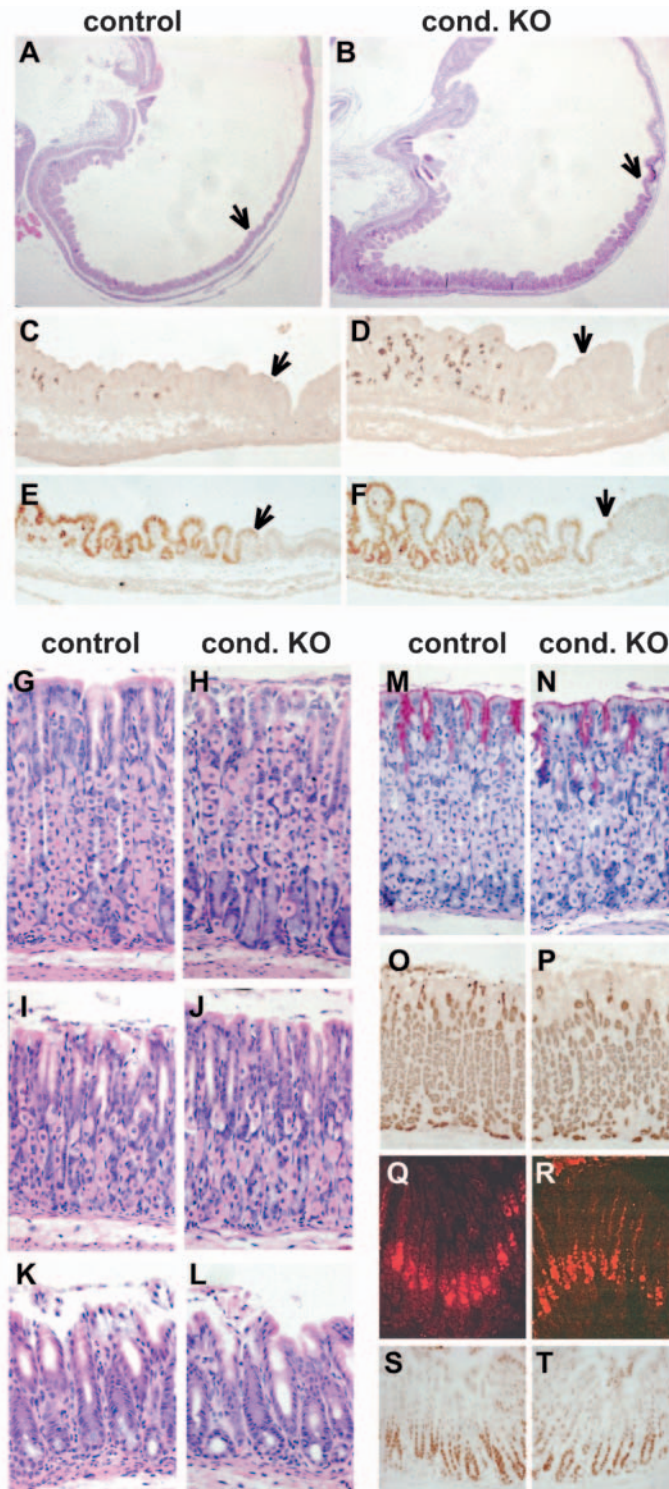 control cond. KO
A B
C D
E F
control cond. KO control cond. KO
G H M N
I J O P
K L Q R
S T